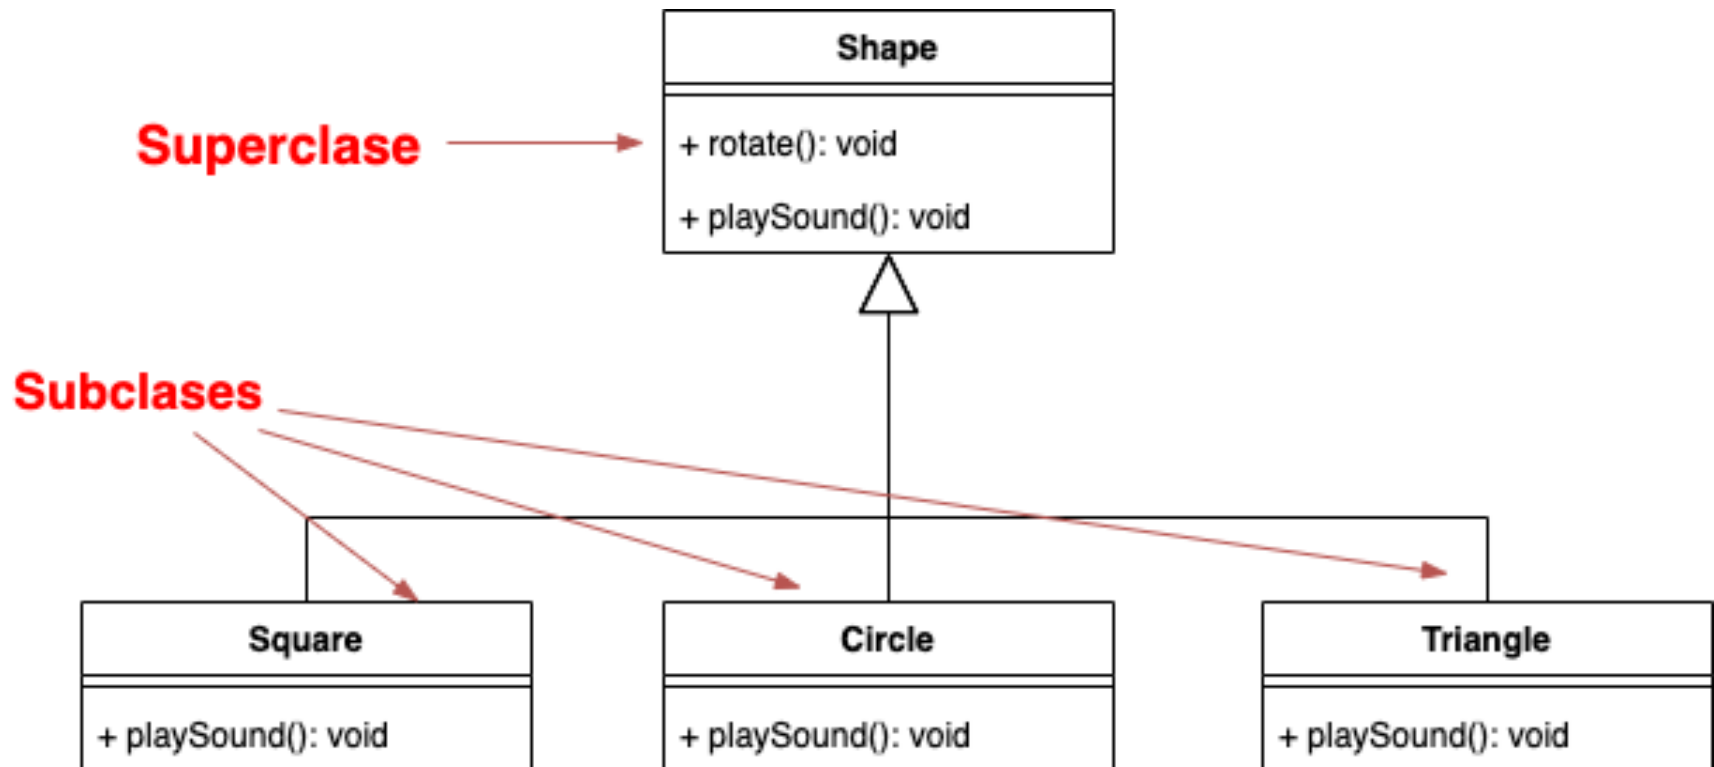 Shape
Superclase
+ rotate(): void
+ playSound(): void
Subclases
Square
Circle
Triangle
+ playSound(): void
+ playSound(): void
+ playSound(): void